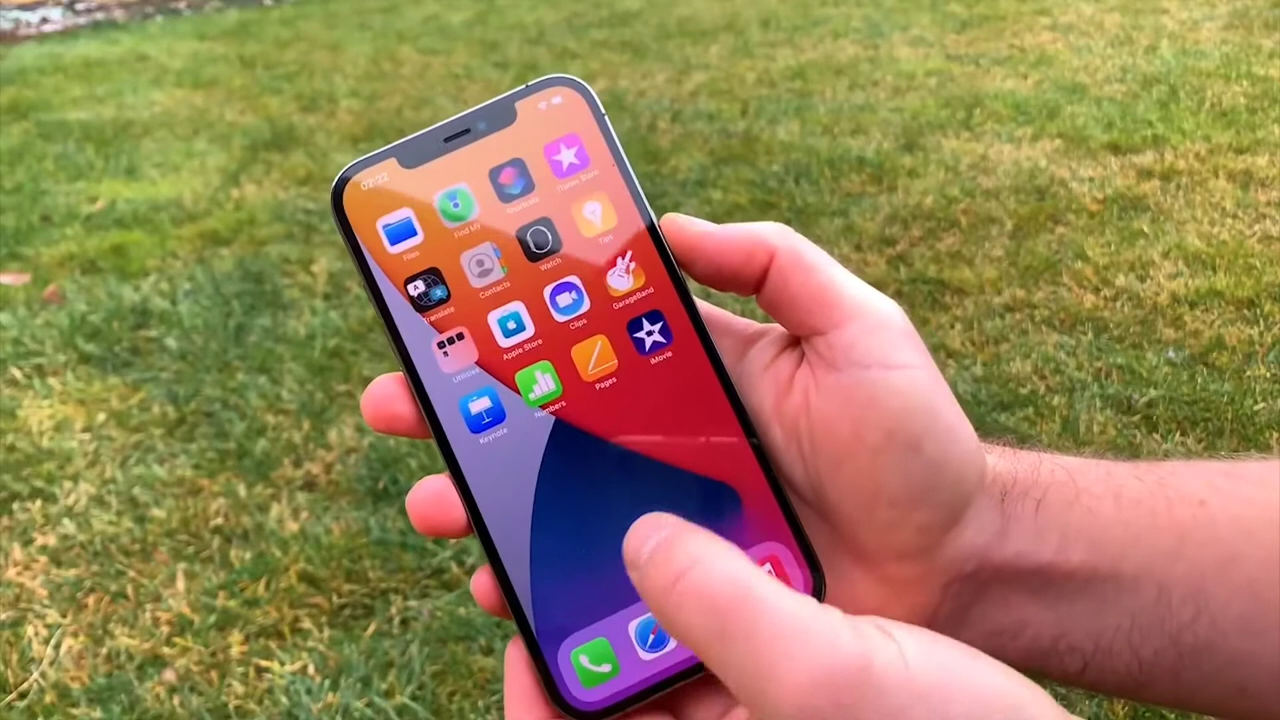 02:22
Files
Find My
Shortcuts
iTunes Store
Translate
Contacts
Watch
Tips
Utilities
Apple Store
Clips
GarageBand
Keynote
Numbers
Pages
iMovie